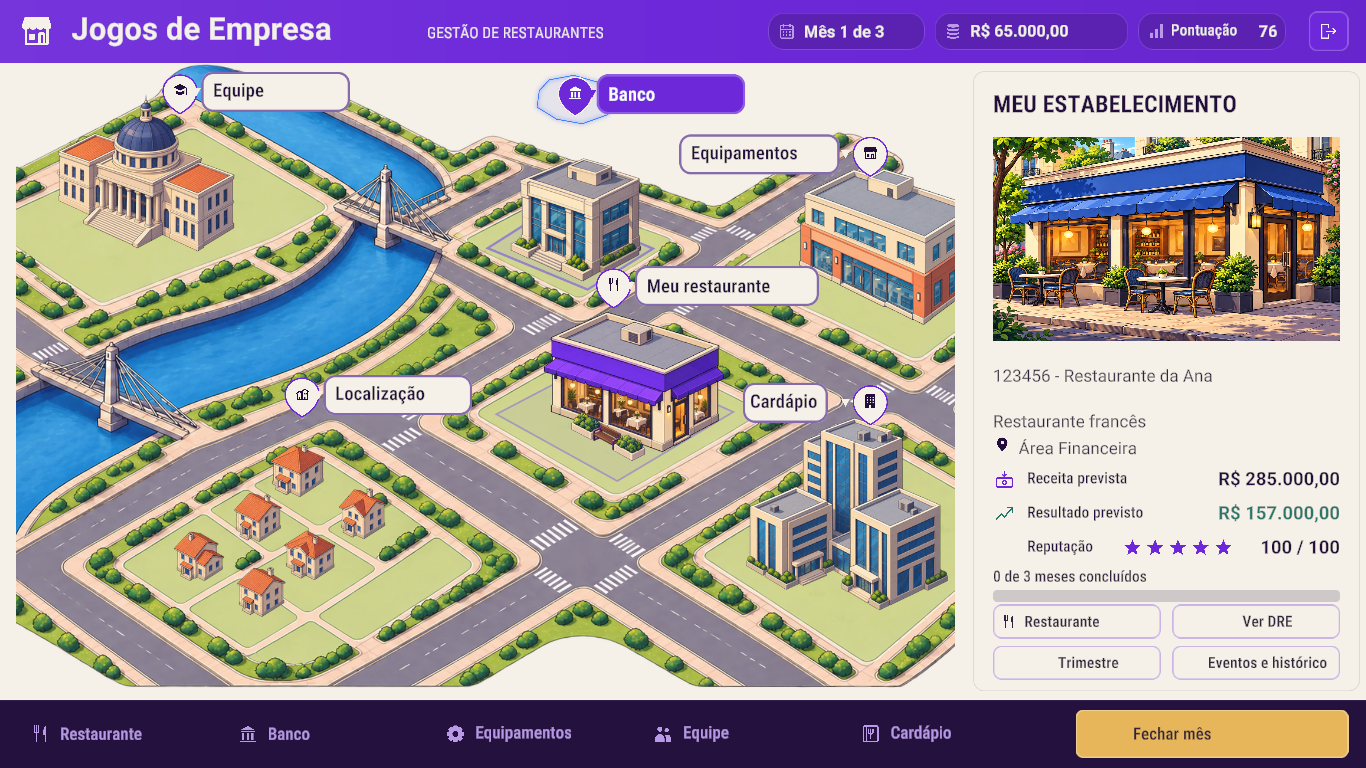 Jogos de Empresa
GESTÃO DE RESTAURANTES
Mês 1 de 3
R$ 65.000,00
Pontuação 76
Equipe
Banco
Equipamentos
Meu restaurante
Localização
Cardápio
MEU ESTABELECIMENTO
123456 - Restaurante da Ana
Restaurante francês
Área Financeira
Receita prevista R$ 285.000,00
Resultado previsto R$ 157.000,00
Reputação 100 / 100
0 de 3 meses concluídos
Restaurante
Ver DRE
Trimestre
Eventos e histórico
Restaurante
Banco
Equipamentos
Equipe
Cardápio
Fechar mês